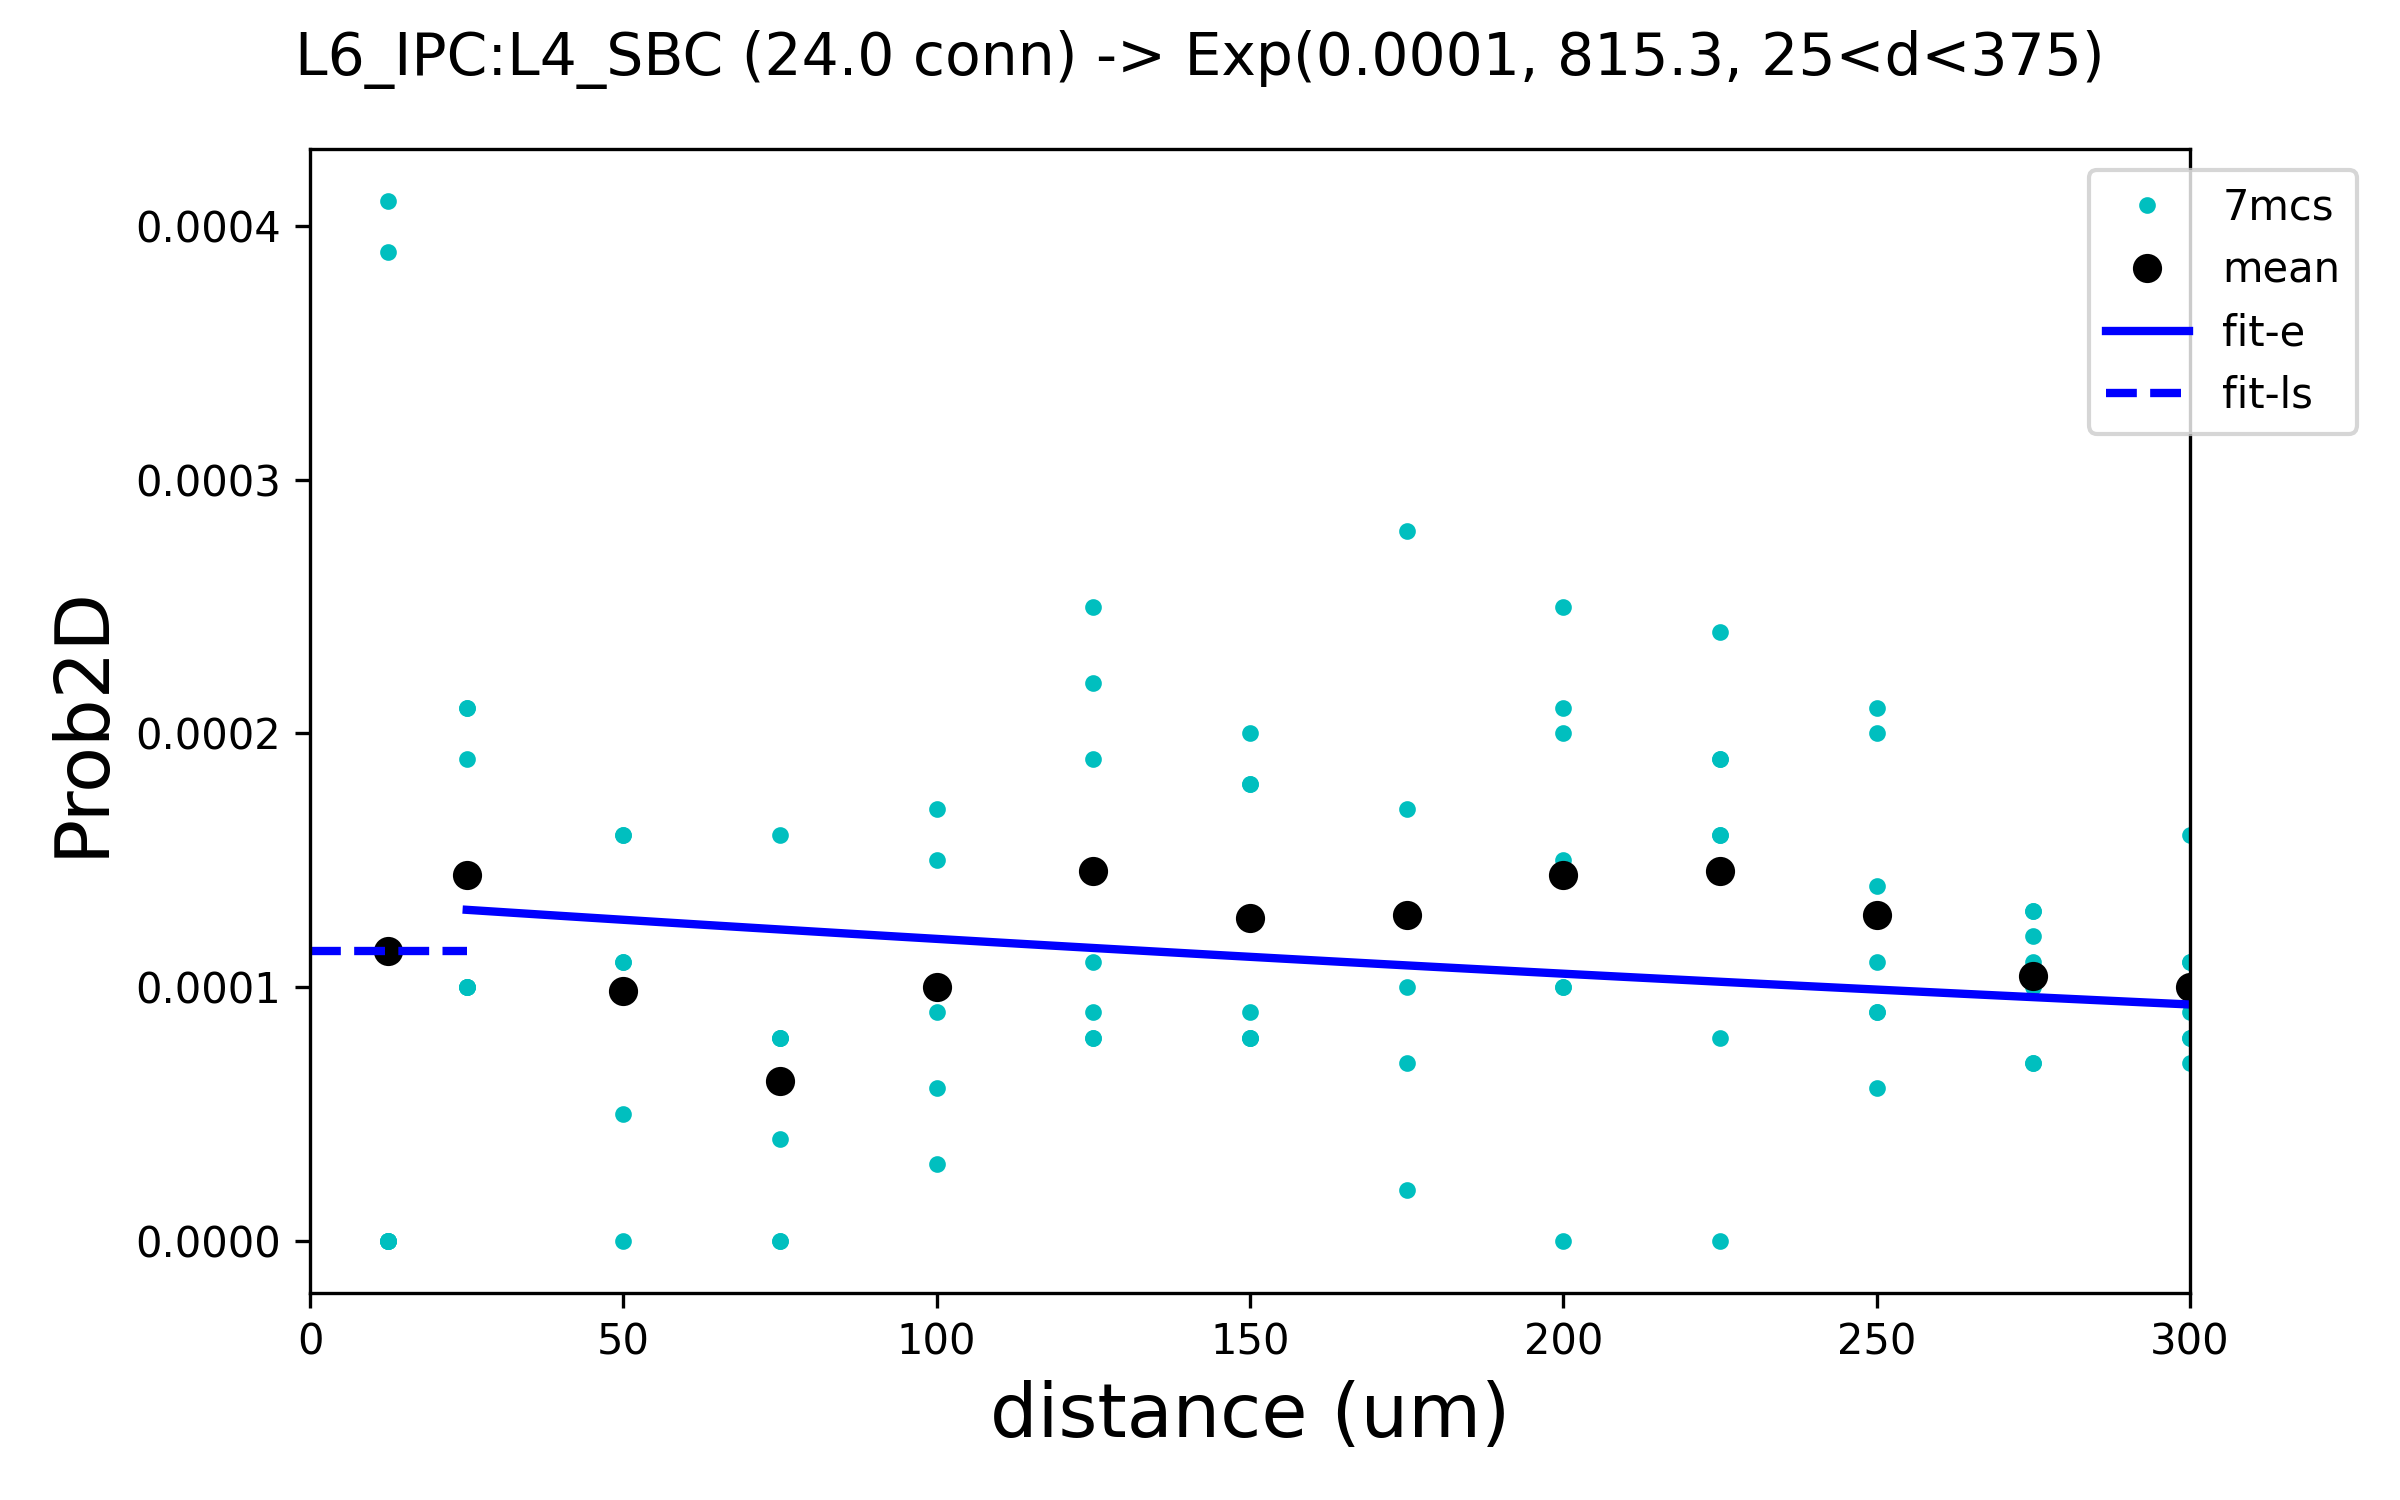 L6_IPC:L4_SBC (24.0 conn) -> Exp(0.0001, 815.3, 25<d<375)
7mcs
mean
fit-e
fit-ls
0.0004
0.0003
0.0002
0.0001
0.0000
Prob2D
0 50 100 150 200 250 300
distance (um)